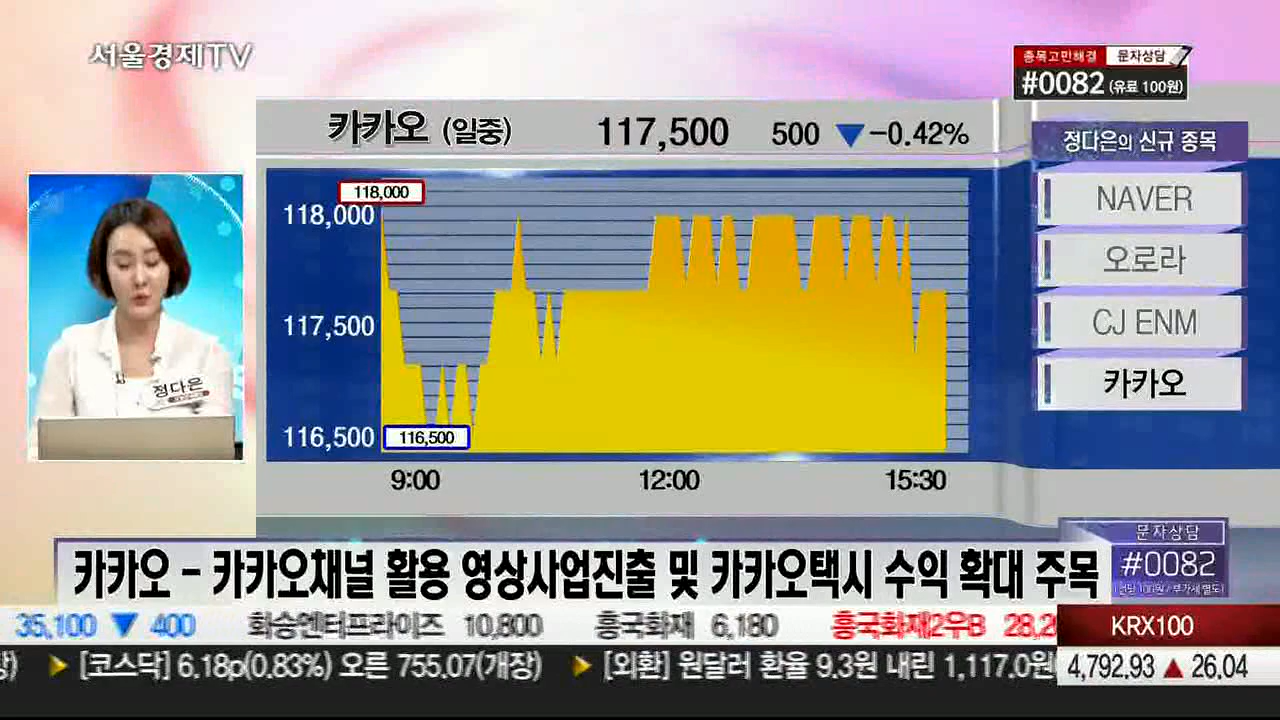 서울경제TV
종목고민해결 문자상담
#0082 (유료 100원)
카카오 (일중) 117,500 500 ▼ -0.42%
정다은의 신규 종목
NAVER
오로라
CJ ENM
카카오
118,000
118,000
117,500
116,500
116,500
9:00 12:00 15:30
정다은
카카오 - 카카오채널 활용 영상사업진출 및 카카오택시 수익 확대 주목
문자상담
#0082
35,100 ▼ 400 화승엔터프라이즈 10,800 흥국화재 6,180 흥국화재2우B 28,2
KRX100
4,792.93 ▲ 26.04
) ▶ [코스닥] 6.18p(0.83%) 오른 755.07(개장) ▶ [외환] 원달러 환율 9.3원 내린 1,117.0원